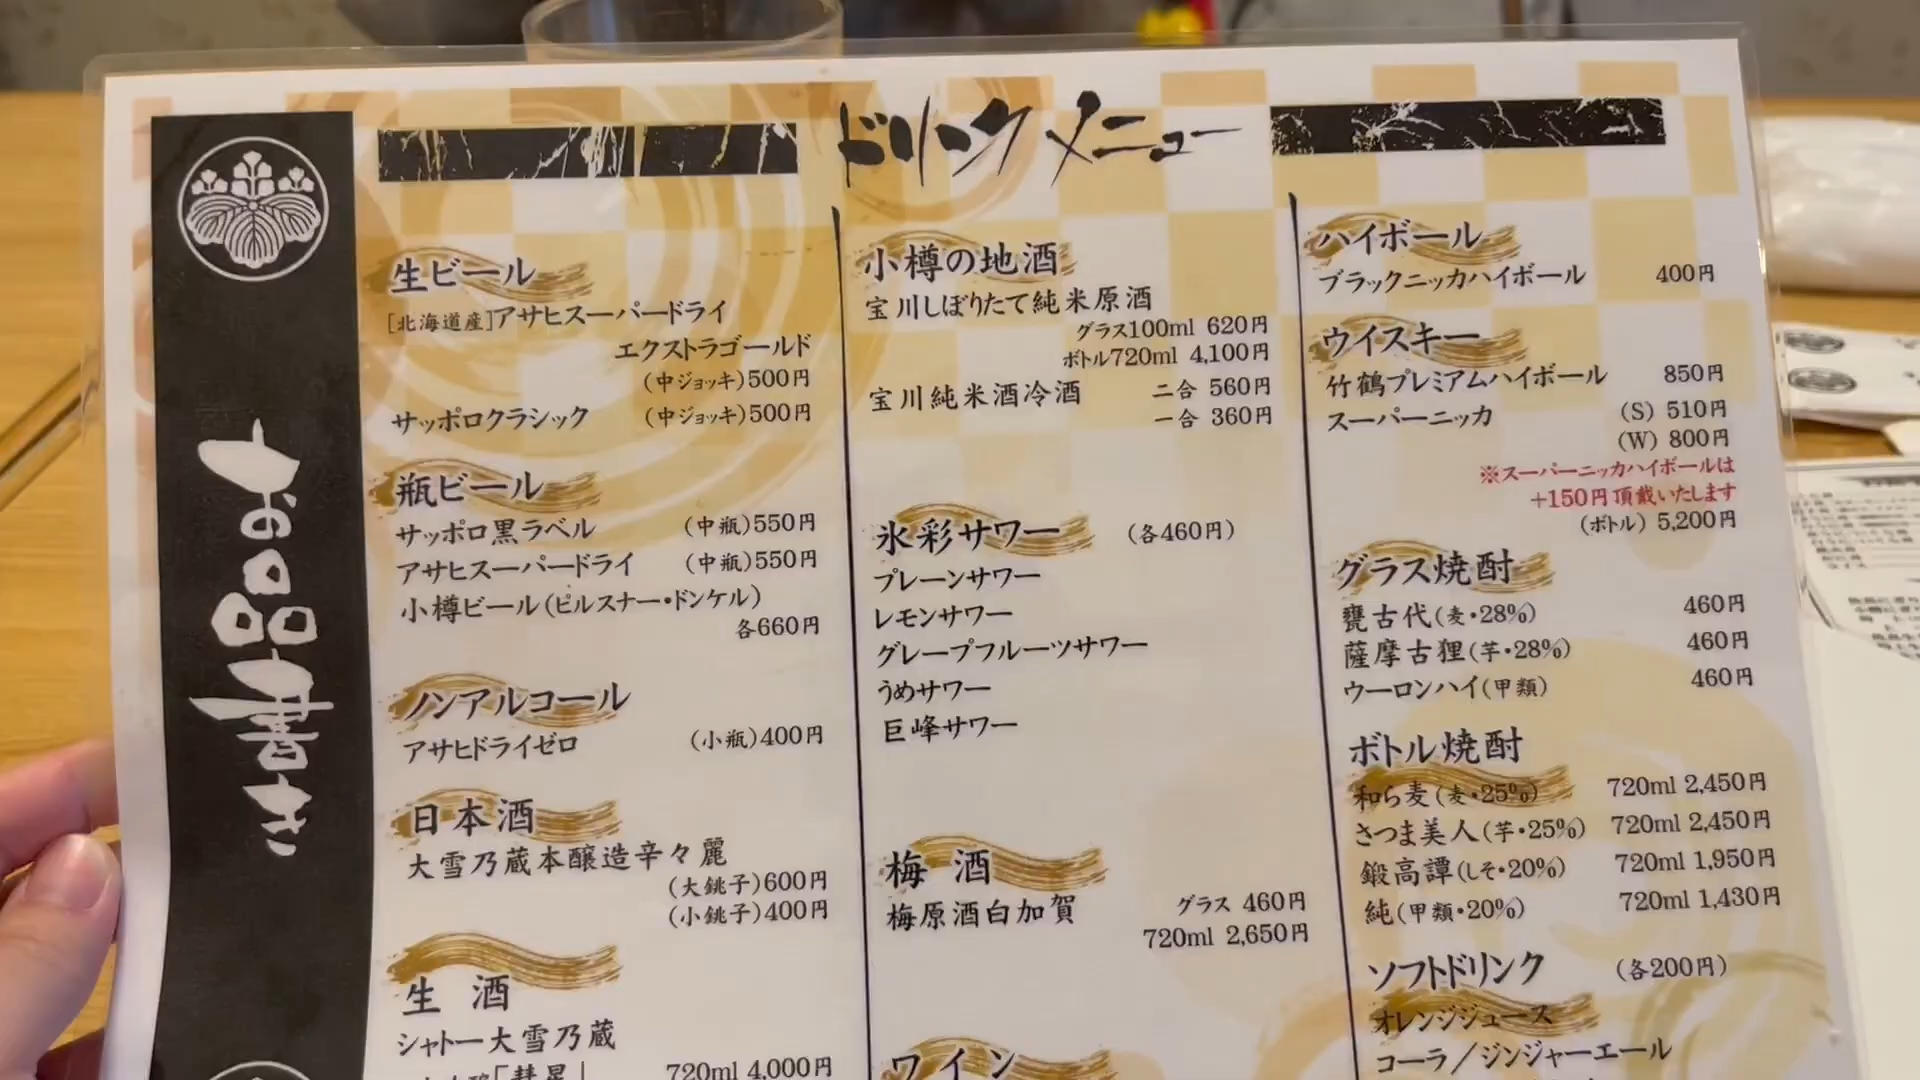 ドリンクメニュー
お品書き
生ビール
[北海道産]アサヒスーパードライ
エクストラゴールド
(中ジョッキ)500円
サッポロクラシック (中ジョッキ)500円
瓶ビール
サッポロ黒ラベル (中瓶)550円
アサヒスーパードライ (中瓶)550円
小樽ビール(ピルスナー・ドンケル)
各660円
ノンアルコール
アサヒドライゼロ (小瓶)400円
日本酒
大雪乃蔵本醸造辛々麗
(大銚子)600円
(小銚子)400円
生 酒
シャトー大雪乃蔵
「彗星」 720ml 4,000円
小樽の地酒
宝川しぼりたて純米原酒
グラス100ml 620円
ボトル720ml 4,100円
宝川純米酒冷酒 二合 560円
一合 360円
氷彩サワー (各460円)
プレーンサワー
レモンサワー
グレープフルーツサワー
うめサワー
巨峰サワー
梅 酒
梅原酒白加賀 グラス 460円
720ml 2,650円
ワイン
ハイボール
ブラックニッカハイボール 400円
ウイスキー
竹鶴プレミアムハイボール 850円
スーパーニッカ (S) 510円
(W) 800円
※スーパーニッカハイボールは
+150円頂戴いたします
(ボトル) 5,200円
グラス焼酎
甕古代(麦・28%) 460円
薩摩古狸(芋・28%) 460円
ウーロンハイ(甲類) 460円
ボトル焼酎
和ら麦(麦・25%) 720ml 2,450円
さつま美人(芋・25%) 720ml 2,450円
鍛高譚(しそ・20%) 720ml 1,950円
純(甲類・20%) 720ml 1,430円
ソフトドリンク (各200円)
オレンジジュース
コーラ／ジンジャーエール